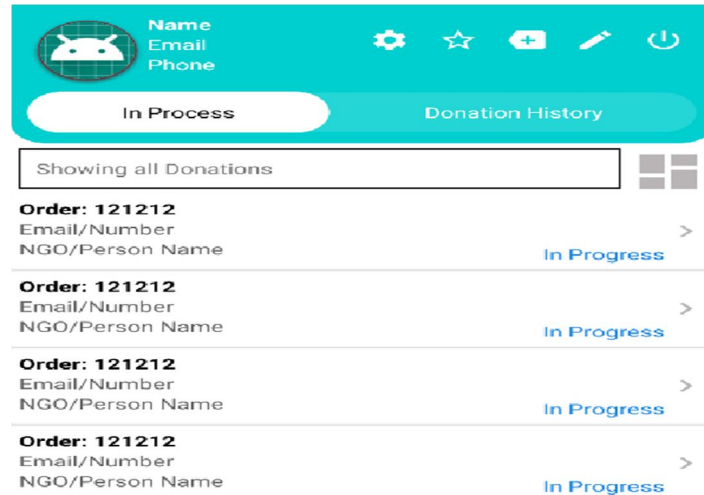 Name
Email
Phone
In Process
Donation History
Showing all Donations
Order: 121212
Email/Number
NGO/Person Name
In Progress
Order: 121212
Email/Number
NGO/Person Name
In Progress
Order: 121212
Email/Number
NGO/Person Name
In Progress
Order: 121212
Email/Number
NGO/Person Name
In Progress